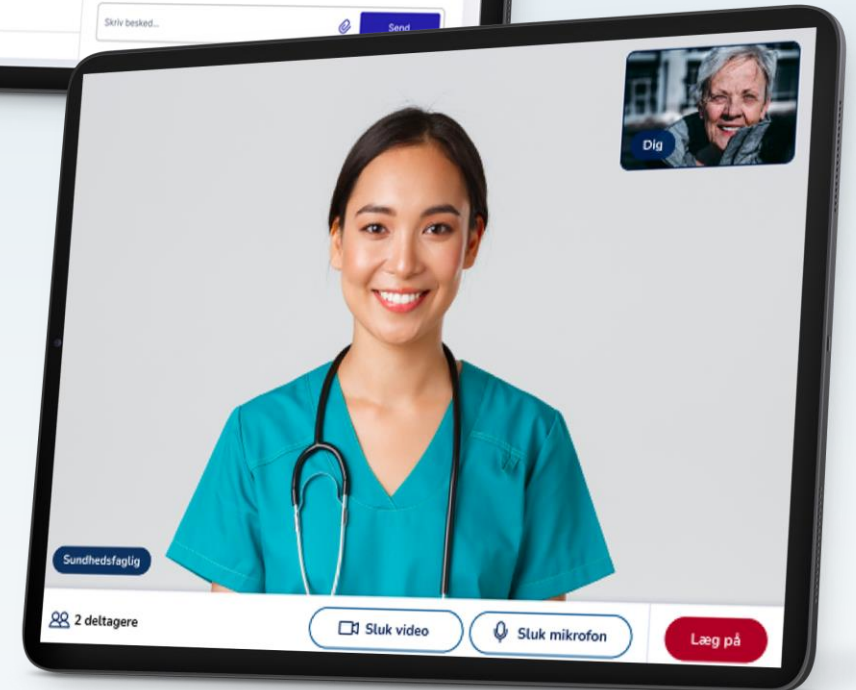 Skriv besked...
Send
Dig
Sundhedsfaglig
2 deltagere
Sluk video
Sluk mikrofon
Læg på